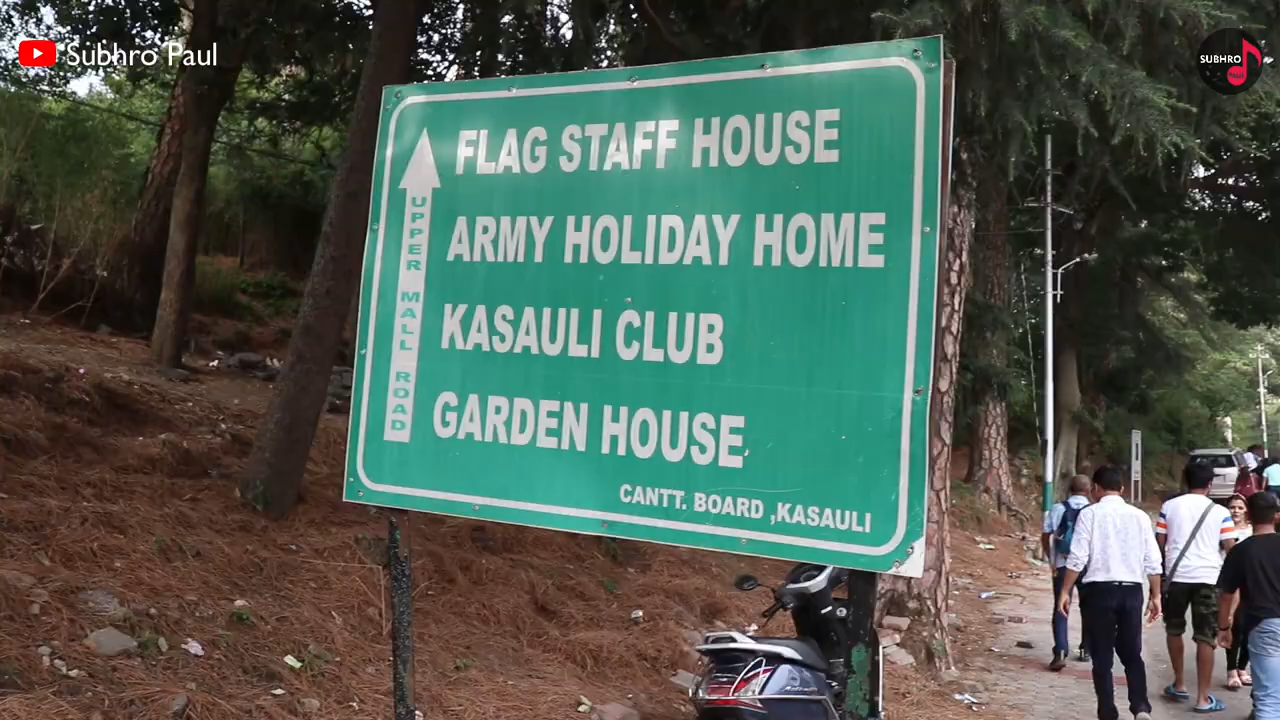 Subhro Paul
SUBHRO
PAUL
FLAG STAFF HOUSE
ARMY HOLIDAY HOME
KASAULI CLUB
GARDEN HOUSE
UPPER MALL ROAD
CANTT. BOARD ,KASAULI